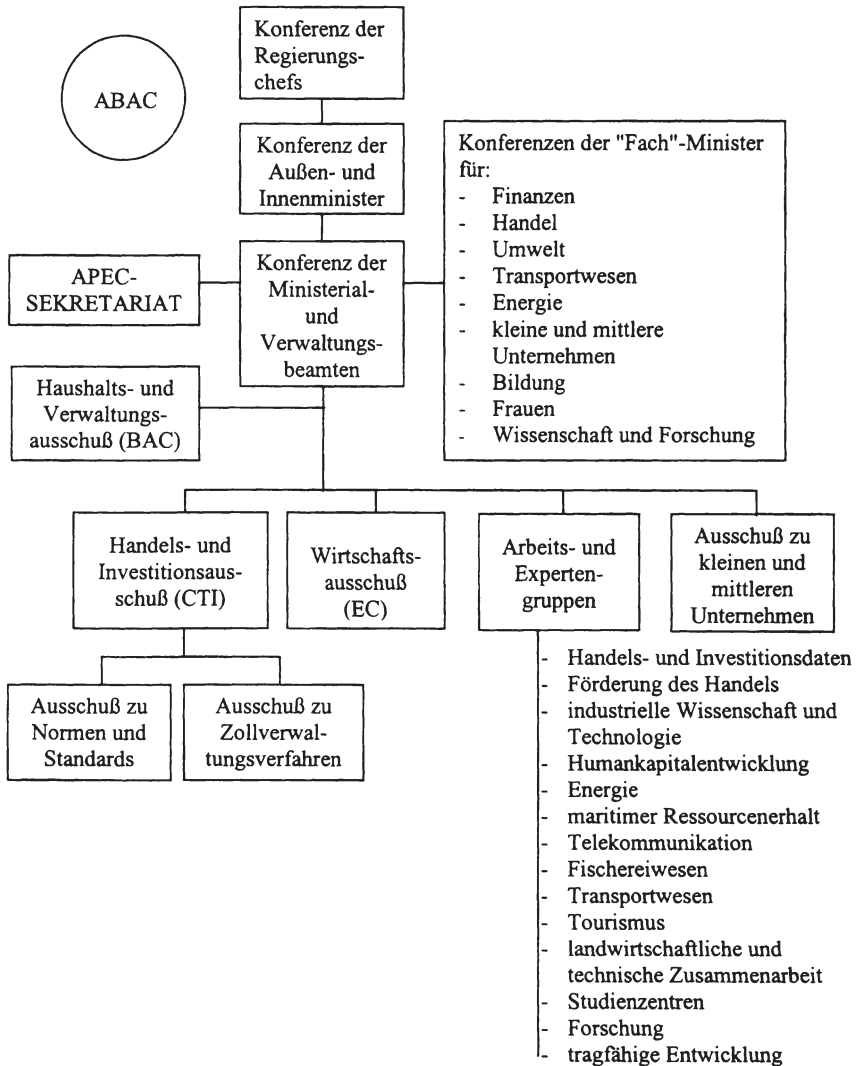 ABAC
Konferenz der
Regierungs-
chefs
Konferenz der
Außen- und
Innenminister
Konferenzen der "Fach"-Minister
für:
- Finanzen
- Handel
- Umwelt
- Transportwesen
- Energie
- kleine und mittlere
Unternehmen
- Bildung
- Frauen
- Wissenschaft und Forschung
APEC-
SEKRETARIAT
Konferenz der
Ministerial-
und
Verwaltungs-
beamten
Haushalts- und
Verwaltungs-
ausschuß (BAC)
Handels- und
Investitionsaus-
schuß (CTI)
Wirtschafts-
ausschuß
(EC)
Arbeits- und
Experten-
gruppen
Ausschuß zu
kleinen und
mittleren
Unternehmen
Ausschuß zu
Normen und
Standards
Ausschuß zu
Zollverwal-
tungsverfahren
- Handels- und Investitionsdaten
- Förderung des Handels
- industrielle Wissenschaft und
Technologie
- Humankapitalentwicklung
- Energie
- maritimer Ressourcenerhalt
- Telekommunikation
- Fischereiwesen
- Transportwesen
- Tourismus
- landwirtschaftliche und
technische Zusammenarbeit
- Studienzentren
- Forschung
- tragfähige Entwicklung